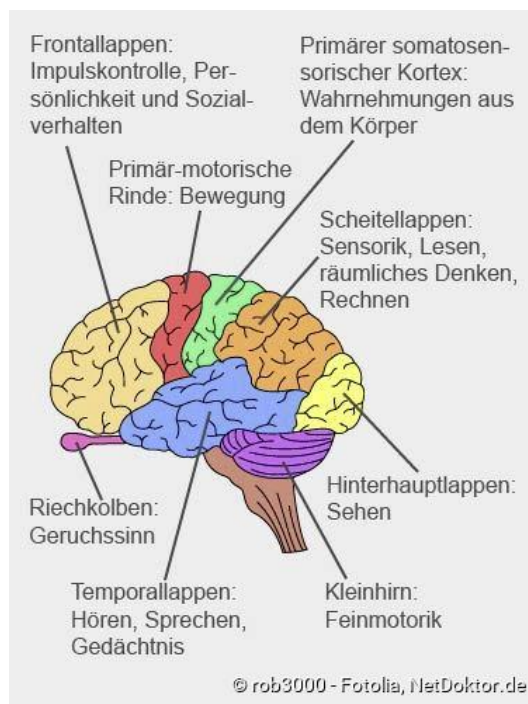 Frontallappen:
Impulskontrolle, Per-
sönlichkeit und Sozial-
verhalten
Primärer somatosen-
sorischer Kortex:
Wahrnehmungen aus
dem Körper
Primär-motorische
Rinde: Bewegung
Scheitellappen:
Sensorik, Lesen,
räumliches Denken,
Rechnen
Hinterhauptlappen:
Sehen
Riechkolben:
Geruchssinn
Temporallappen:
Hören, Sprechen,
Gedächtnis
Kleinhirn:
Feinmotorik
© rob3000 - Fotolia, NetDoktor.de